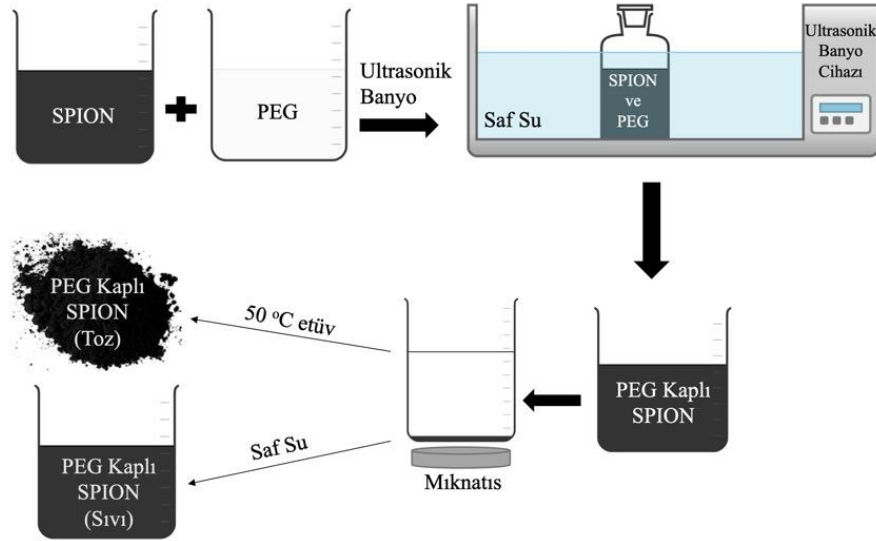 SPION
PEG
Ultrasonik
Banyo
Saf Su
SPION
ve
PEG
Ultrasonik
Banyo
Cihazı
PEG Kaplı
SPION
(Toz)
50 °C etüv
PEG Kaplı
SPION
Saf Su
Mıknatıs
PEG Kaplı
SPION
(Sıvı)